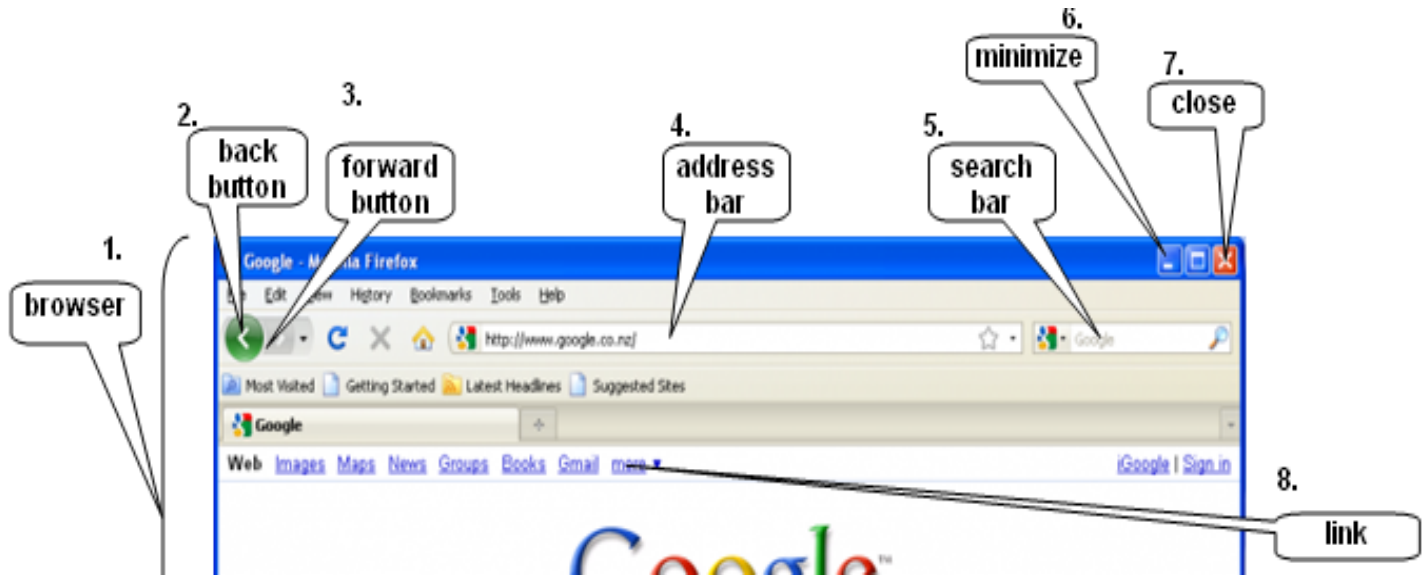 6.
minimize
7.
close
3.
2.
back
button
forward
button
4.
address
bar
5.
search
bar
1.
browser
Google - Firefox
Edit History Bookmarks Tools Help
http://www.google.co.nz/
Google
Most Visited Getting Started Latest Headlines Suggested Sites
Google
Web Images Maps News Groups Books Gmail more
iGoogle | Sign in
8.
link
Google™